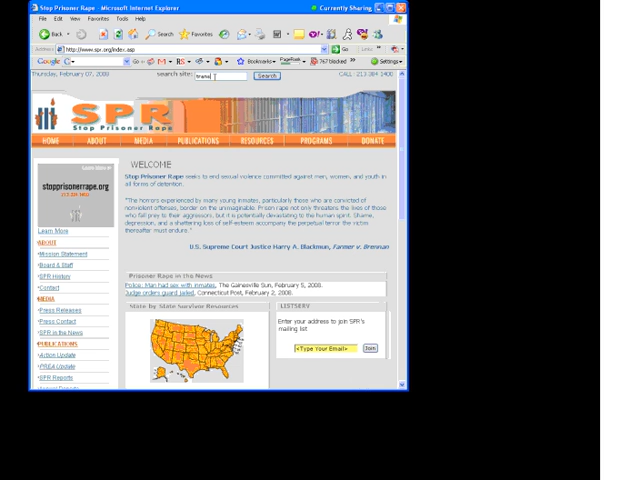 Stop Prisoner Rape - Microsoft Internet Explorer
Currently Sharing
File Edit View Favorites Tools Help
Back Search Favorites
Address http://www.spr.org/index.asp Go Links
Google Go Bookmarks PageRank 767 blocked Settings
Thursday, February 07, 2008 search site: trans Search CALL: 213-384-1400
SPR
Stop Prisoner Rape
HOME ABOUT MEDIA PUBLICATIONS RESOURCES PROGRAMS DONATE
stopprisonerrape.org
Learn More
ABOUT
Mission Statement
Board & Staff
SPR History
Contact
MEDIA
Press Releases
Press Contact
SPR in the News
PUBLICATIONS
Action Update
PREA Update
SPR Reports
WELCOME
Stop Prisoner Rape seeks to end sexual violence committed against men, women, and youth in
all forms of detention.
"The horrors experienced by many young inmates, particularly those who are convicted of
nonviolent offenses, border on the unimaginable. Prison rape not only threatens the lives of those
who fall prey to their aggressors, but it is potentially devastating to the human spirit. Shame,
depression, and a shattering loss of self-esteem accompany the perpetual terror the victim
thereafter must endure."
U.S. Supreme Court Justice Harry A. Blackmun, Farmer v. Brennan
Prisoner Rape in the News
Police: Man had sex with inmates, The Gainesville Sun, February 5, 2008.
Judge orders guard jailed, Connecticut Post, February 2, 2008.
State by State Survivor Resources
LISTSERV
Enter your address to join SPR's
mailing list
<Type Your Email> Join